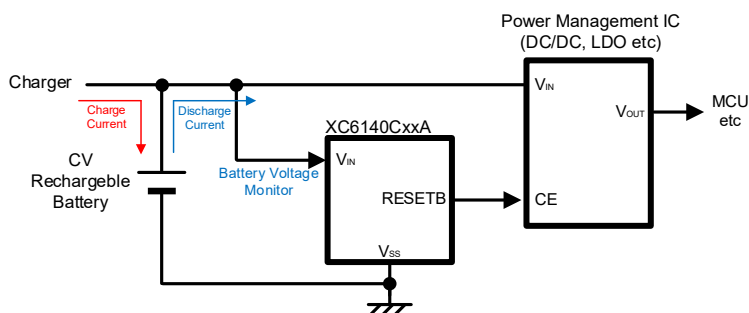 Power Management IC
(DC/DC, LDO etc)
Charger
Charge
Current
Discharge
Current
VIN
VOUT
MCU
etc
XC6140CxxA
CV
Rechargeble
Battery
Battery Voltage
Monitor
VIN
RESETB
CE
VSS